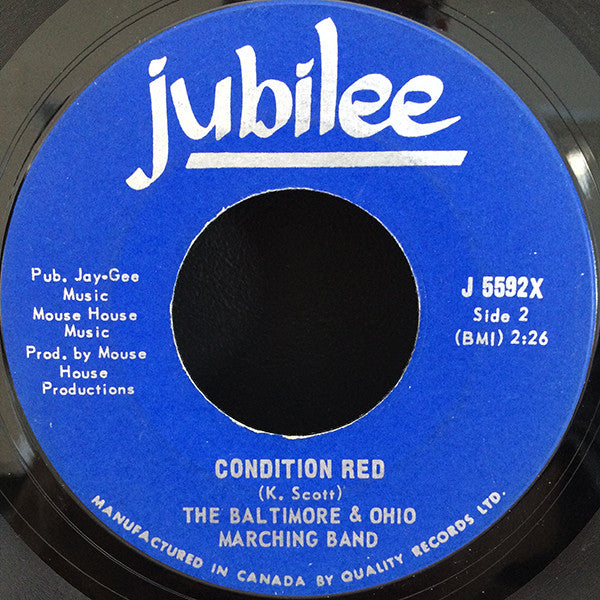 jubilee
Pub. Jay-Gee
Music
Mouse House
Music
Prod. by Mouse
House
Productions
J 5592X
Side 2
(BMI) 2:26
CONDITION RED
(K. Scott)
THE BALTIMORE & OHIO
MARCHING BAND
MANUFACTURED IN CANADA BY QUALITY RECORDS LTD.